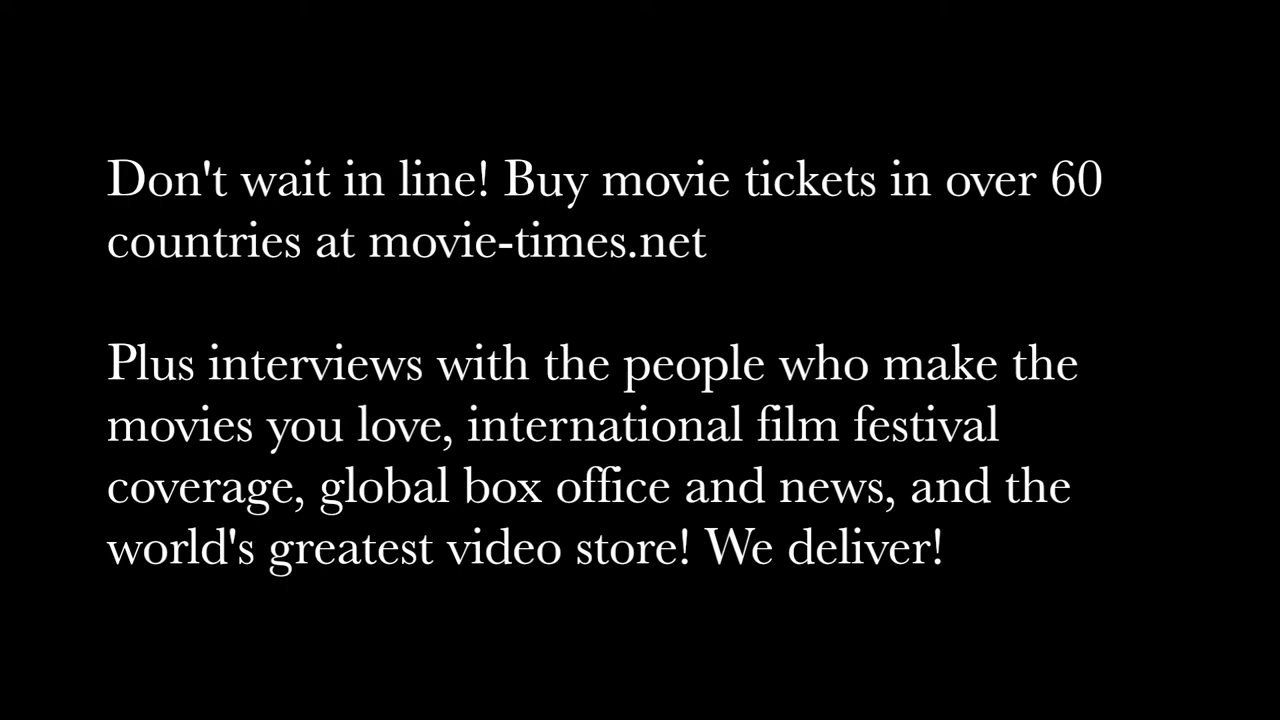 Don't wait in line! Buy movie tickets in over 60
countries at movie-times.net
Plus interviews with the people who make the
movies you love, international film festival
coverage, global box office and news, and the
world's greatest video store! We deliver!